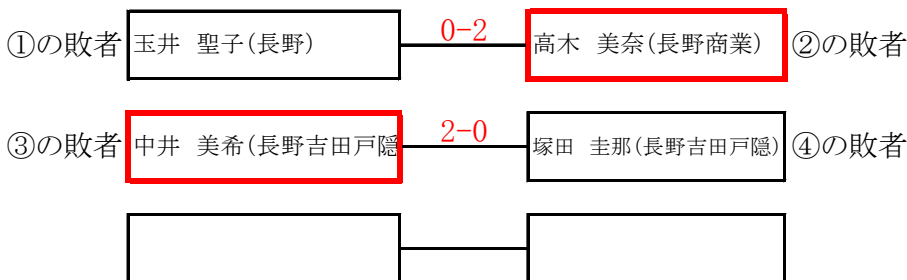 ①の敗者 玉井 聖子(長野) 0-2 高木 美奈(長野商業) ②の敗者
③の敗者 中井 美希(長野吉田戸隠 2-0 塚田 圭那(長野吉田戸隠) ④の敗者